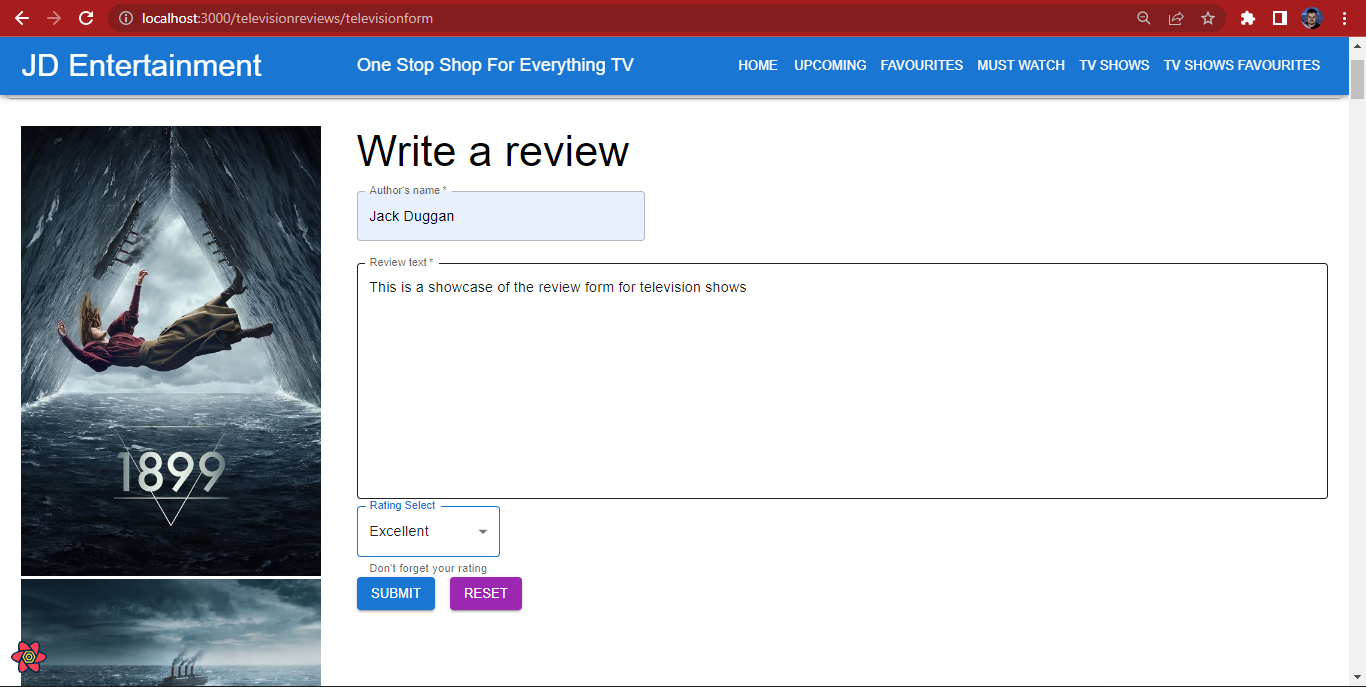 localhost:3000/televisionreviews/televisionform
JD Entertainment
One Stop Shop For Everything TV
HOME UPCOMING FAVOURITES MUST WATCH TV SHOWS TV SHOWS FAVOURITES
Write a review
Author's name *
Jack Duggan
Review text *
This is a showcase of the review form for television shows
1899
Rating Select
Excellent
Don't forget your rating
SUBMIT RESET